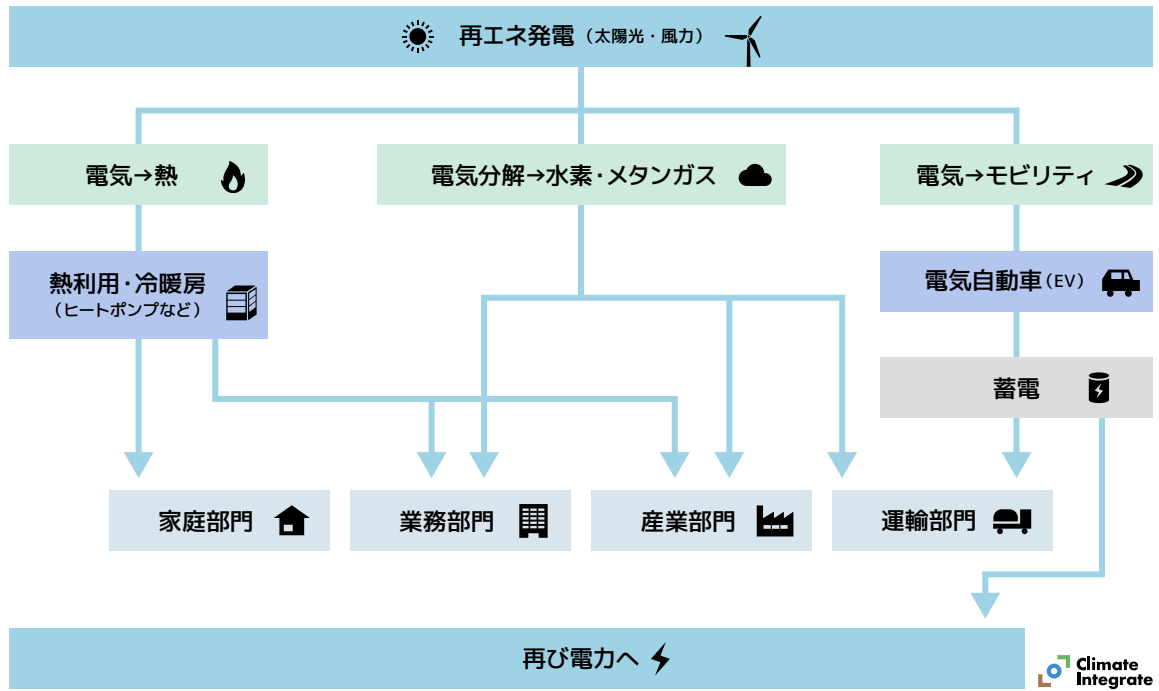 再エネ発電（太陽光・風力）
電気→熱
電気分解→水素・メタンガス
電気→モビリティ
熱利用・冷暖房
（ヒートポンプなど）
電気自動車(EV)
蓄電
家庭部門
業務部門
産業部門
運輸部門
再び電力へ
Climate
Integrate